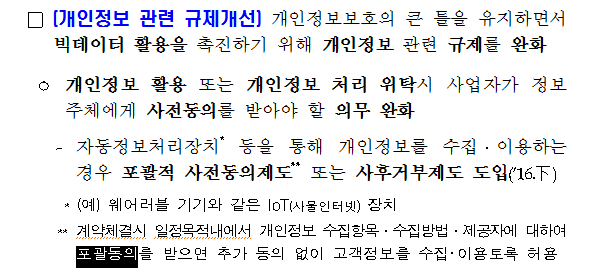 □ (개인정보 관련 규제개선) 개인정보보호의 큰 틀을 유지하면서
빅데이터 활용을 촉진하기 위해 개인정보 관련 규제를 완화
○ 개인정보 활용 또는 개인정보 처리 위탁시 사업자가 정보
주체에게 사전동의를 받아야 할 의무 완화
- 자동정보처리장치* 등을 통해 개인정보를 수집·이용하는
경우 포괄적 사전동의제도** 또는 사후거부제도 도입('16.下)
* (예) 웨어러블 기기와 같은 IoT(사물인터넷) 장치
** 계약체결시 일정목적내에서 개인정보 수집항목·수집방법·제공자에 대하여
포괄동의를 받으면 추가 동의 없이 고객정보를 수집·이용토록 허용